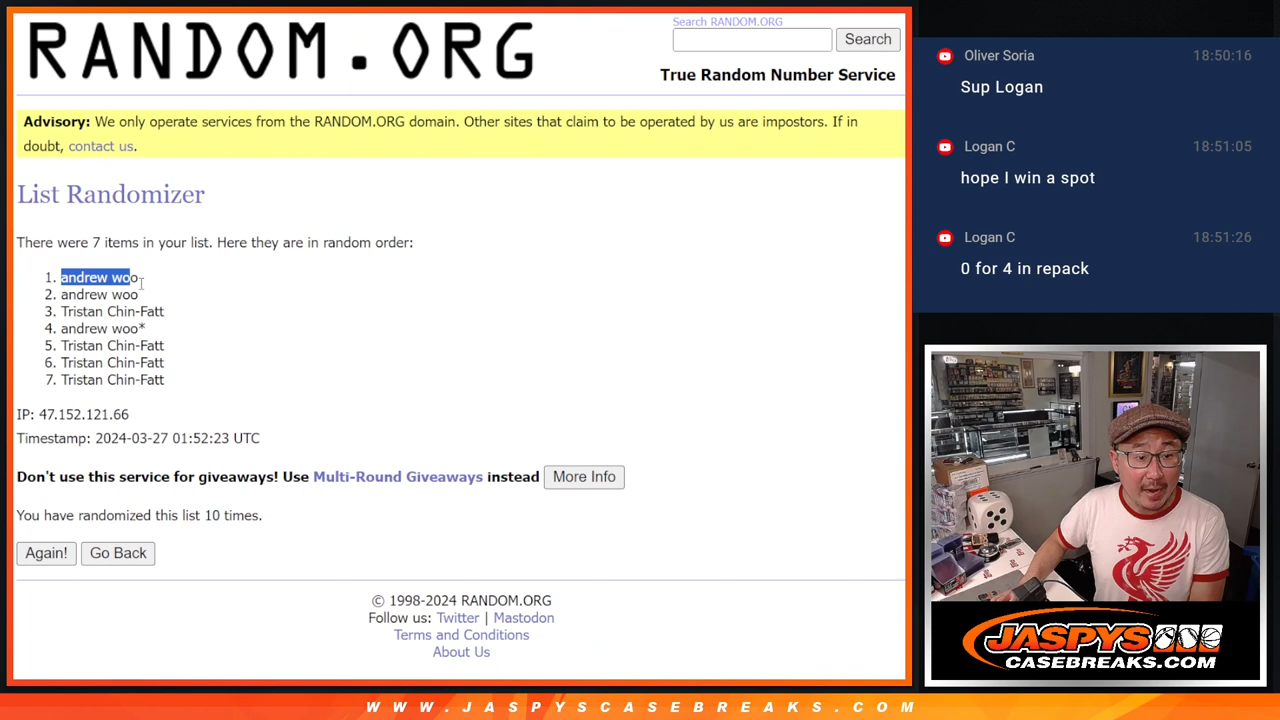 RANDOM.ORG
Search RANDOM.ORG
Search
True Random Number Service
Advisory: We only operate services from the RANDOM.ORG domain. Other sites that claim to be operated by us are impostors. If in
doubt, contact us.
List Randomizer
There were 7 items in your list. Here they are in random order:
1. andrew woo
2. andrew woo
3. Tristan Chin-Fatt
4. andrew woo*
5. Tristan Chin-Fatt
6. Tristan Chin-Fatt
7. Tristan Chin-Fatt
IP: 47.152.121.66
Timestamp: 2024-03-27 01:52:23 UTC
Don't use this service for giveaways! Use Multi-Round Giveaways instead More Info
You have randomized this list 10 times.
Again! Go Back
© 1998-2024 RANDOM.ORG
Follow us: Twitter | Mastodon
Terms and Conditions
About Us
Oliver Soria 18:50:16
Sup Logan
Logan C 18:51:05
hope I win a spot
Logan C 18:51:26
0 for 4 in repack
JASPYS
CASEBREAKS.COM
WWW.JASPYSCASEBREAKS.COM